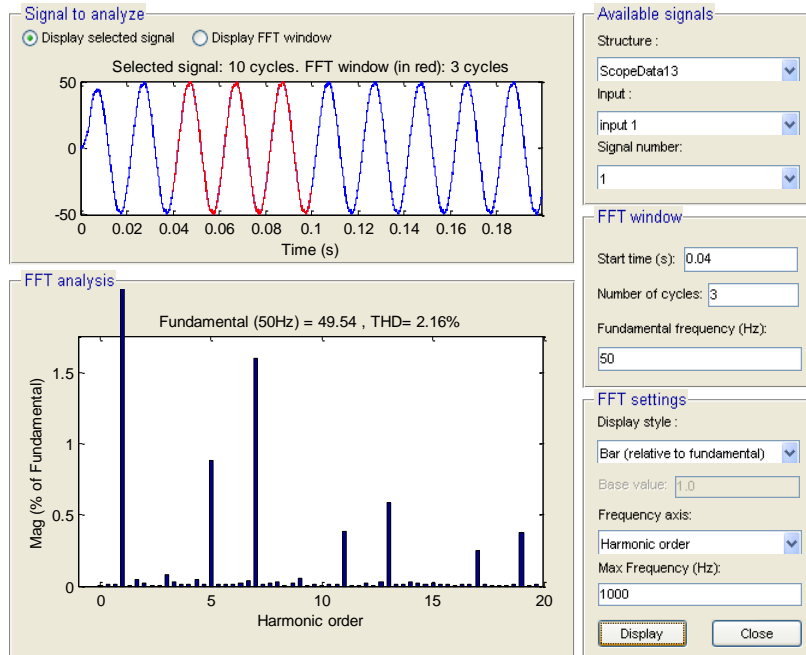 Signal to analyze
Display selected signal Display FFT window
Selected signal: 10 cycles. FFT window (in red): 3 cycles
50
0
-50
0 0.02 0.04 0.06 0.08 0.1 0.12 0.14 0.16 0.18
Time (s)
FFT analysis
Fundamental (50Hz) = 49.54 , THD= 2.16%
Mag (% of Fundamental)
1.5
1
0.5
0
0 5 10 15 20
Harmonic order
Available signals
Structure :
ScopeData13
Input :
input 1
Signal number:
1
FFT window
Start time (s): 0.04
Number of cycles: 3
Fundamental frequency (Hz):
50
FFT settings
Display style :
Bar (relative to fundamental)
Base value: 1.0
Frequency axis:
Harmonic order
Max Frequency (Hz):
1000
Display Close